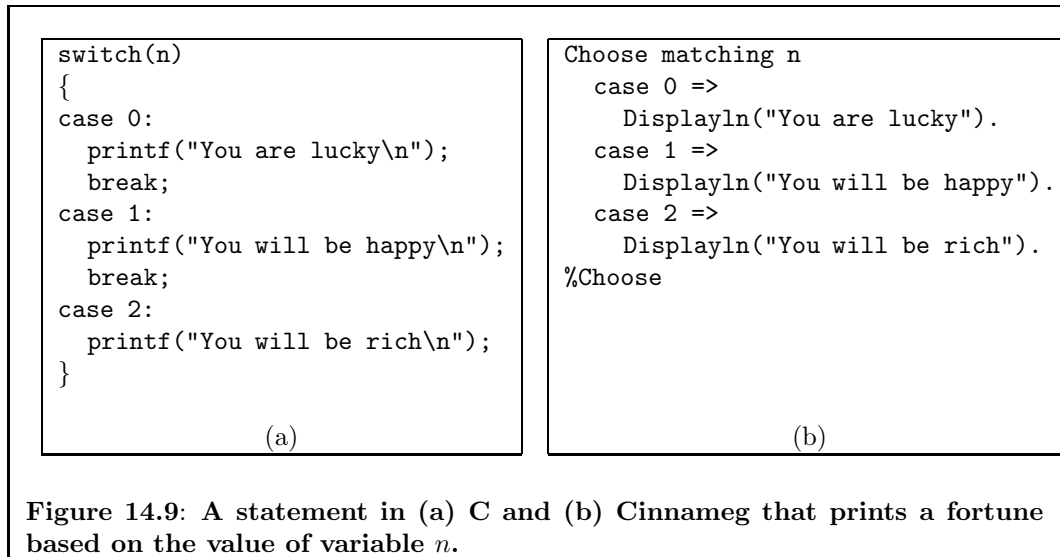 switch(n)
{
case 0:
  printf("You are lucky\n");
  break;
case 1:
  printf("You will be happy\n");
  break;
case 2:
  printf("You will be rich\n");
}
(a)
Choose matching n
  case 0 =>
    Displayln("You are lucky").
  case 1 =>
    Displayln("You will be happy").
  case 2 =>
    Displayln("You will be rich").
%Choose
(b)
Figure 14.9: A statement in (a) C and (b) Cinnameg that prints a fortune
based on the value of variable n.